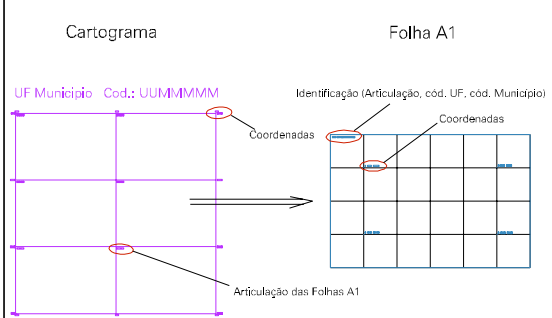 Cartograma
Folha A1
UF Municipio Cod.: UUMMMMM
Identificação (Articulação, cód. UF, cód. Município)
Coordenadas
Coordenadas
Articulação das Folhas A1